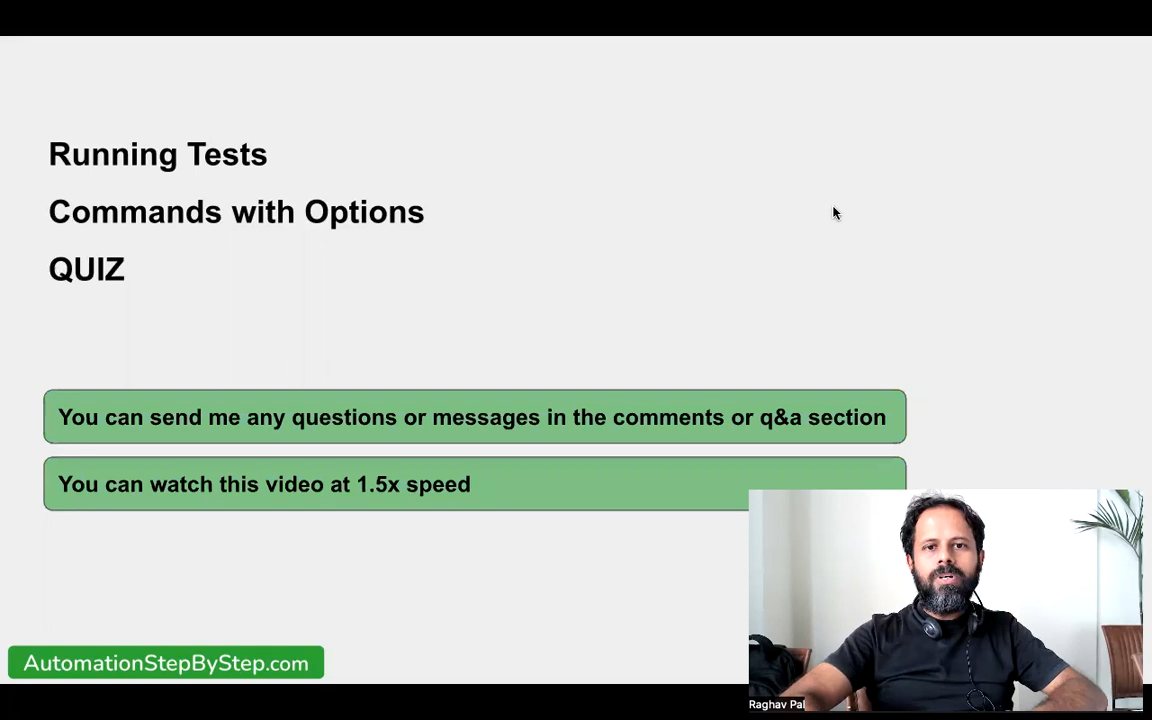 Running Tests
Commands with Options
QUIZ
You can send me any questions or messages in the comments or q&a section
You can watch this video at 1.5x speed
AutomationStepByStep.com
Raghav Pal